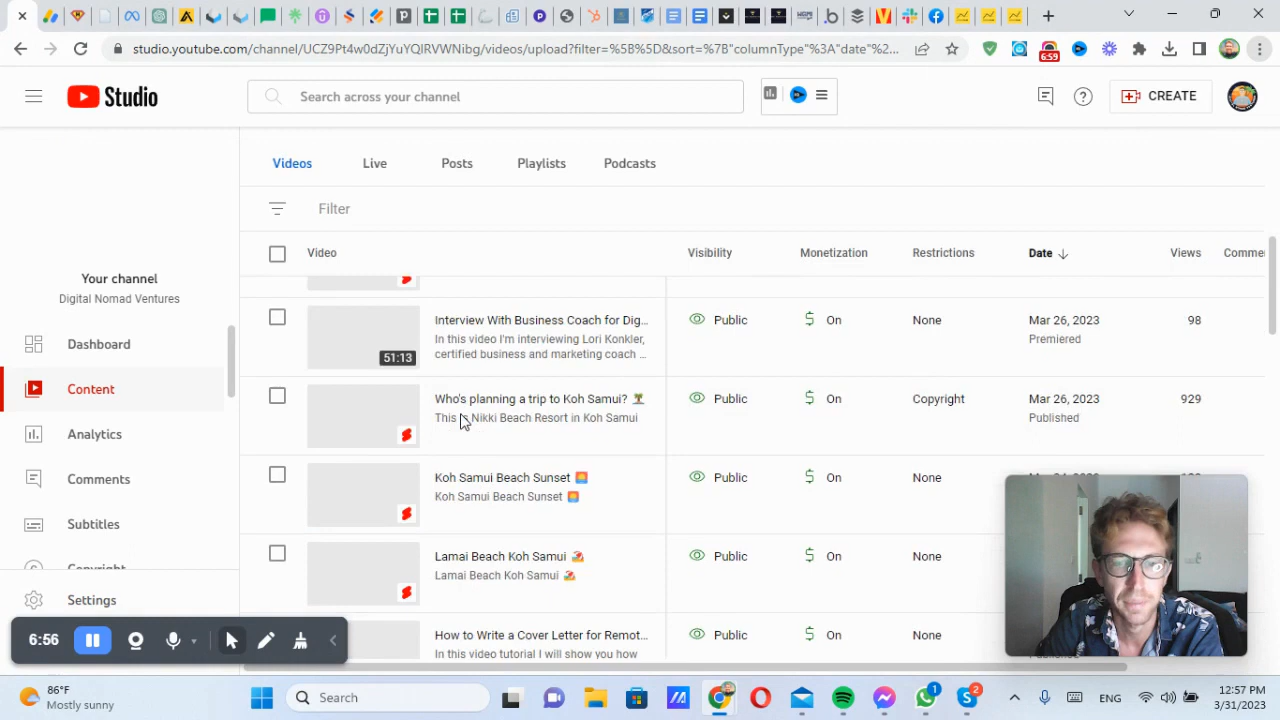 studio.youtube.com/channel/UCZ9Pt4w0dZjYuYQIRVWNibg/videos/upload?filter=%5B%5D&sort=%7B"columnType"%3A"date"%2...
6:59
Studio
Search across your channel
CREATE
Videos
Live
Posts
Playlists
Podcasts
Filter
Video
Visibility
Monetization
Restrictions
Date
Views
Comme
Your channel
Digital Nomad Ventures
Dashboard
Content
Analytics
Comments
Subtitles
Copyright
Settings
51:13
Interview With Business Coach for Dig...
In this video I'm interviewing Lori Konkler,
certified business and marketing coach ...
Public
On
None
Mar 26, 2023
Premiered
98
Who's planning a trip to Koh Samui? 🌴
This Nikki Beach Resort in Koh Samui
Public
On
Copyright
Mar 26, 2023
Published
929
Koh Samui Beach Sunset 🌅
Koh Samui Beach Sunset 🌅
Public
On
None
Lamai Beach Koh Samui 🏖
Lamai Beach Koh Samui 🏖
Public
On
None
How to Write a Cover Letter for Remot...
In this video tutorial I will show you how
Public
On
None
6:56
86°F
Mostly sunny
Search
1
2
ENG
12:57 PM
3/31/2023